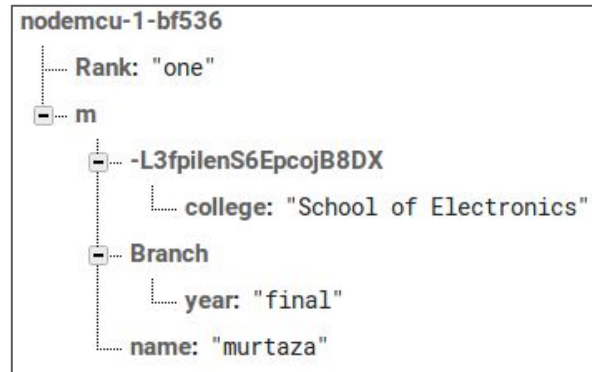 nodemcu-1-bf536
Rank: "one"
m
-L3fpilenS6EpcojB8DX
college: "School of Electronics"
Branch
year: "final"
name: "murtaza"